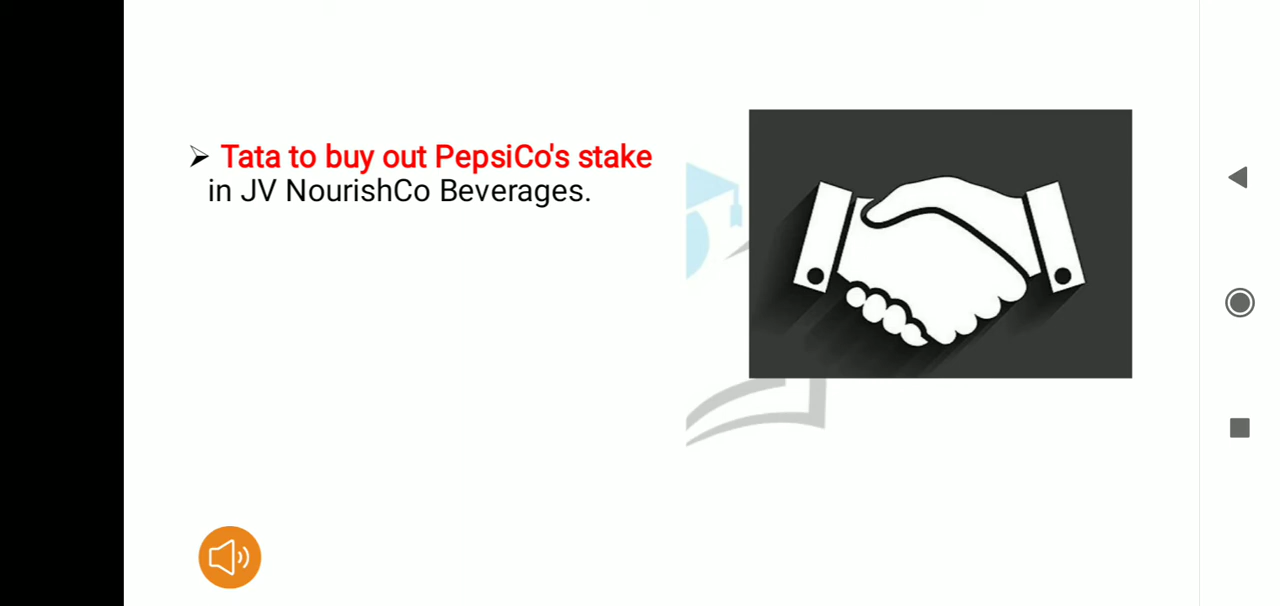 ➢ Tata to buy out PepsiCo's stake
in JV NourishCo Beverages.